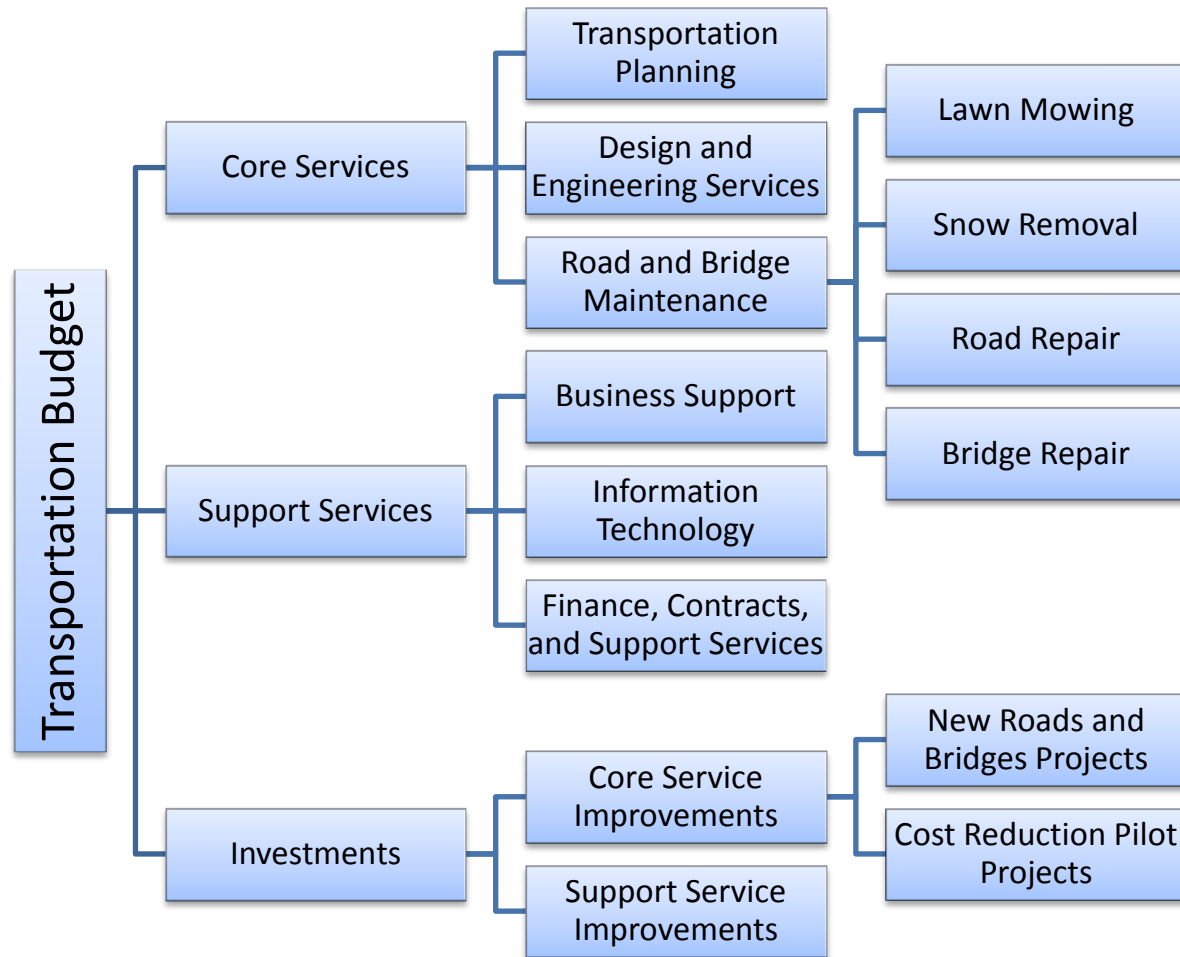 Transportation Budget
Core Services
Transportation
Planning
Design and
Engineering Services
Road and Bridge
Maintenance
Lawn Mowing
Snow Removal
Road Repair
Bridge Repair
Support Services
Business Support
Information
Technology
Finance, Contracts,
and Support Services
Investments
Core Service
Improvements
New Roads and
Bridges Projects
Cost Reduction Pilot
Projects
Support Service
Improvements